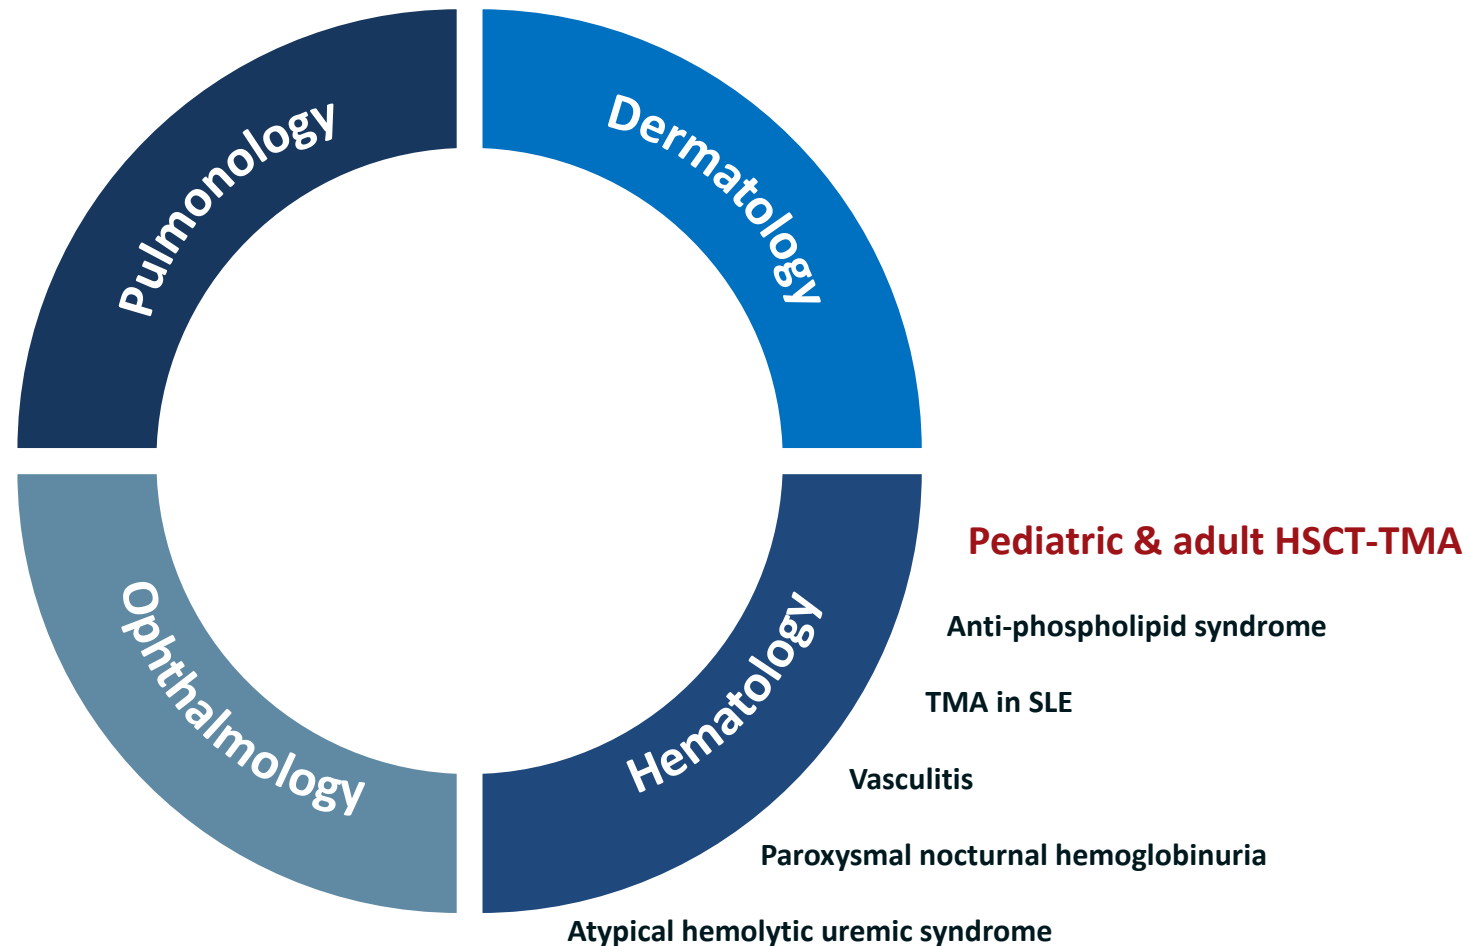 Pulmonology
Dermatology
Ophthalmology
Hematology
Pediatric & adult HSCT-TMA
Anti-phospholipid syndrome
TMA in SLE
Vasculitis
Paroxysmal nocturnal hemoglobinuria
Atypical hemolytic uremic syndrome